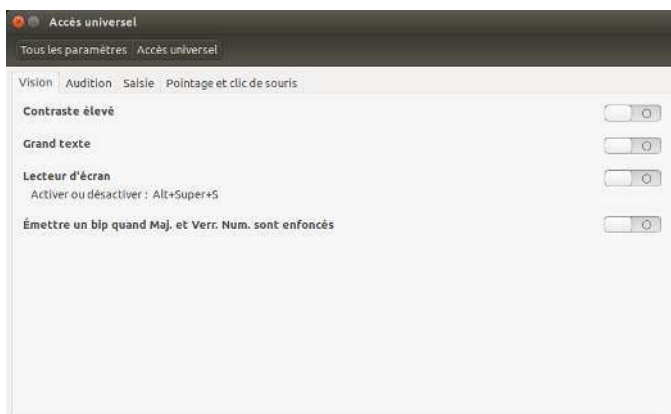 Accès universel
Tous les paramètres Accès universel
Vision Audition Saisie Pointage et clic de souris
Contraste élevé
Grand texte
Lecteur d'écran
Activer ou désactiver : Alt+Super+S
Émettre un bip quand Maj. et Verr. Num. sont enfoncés